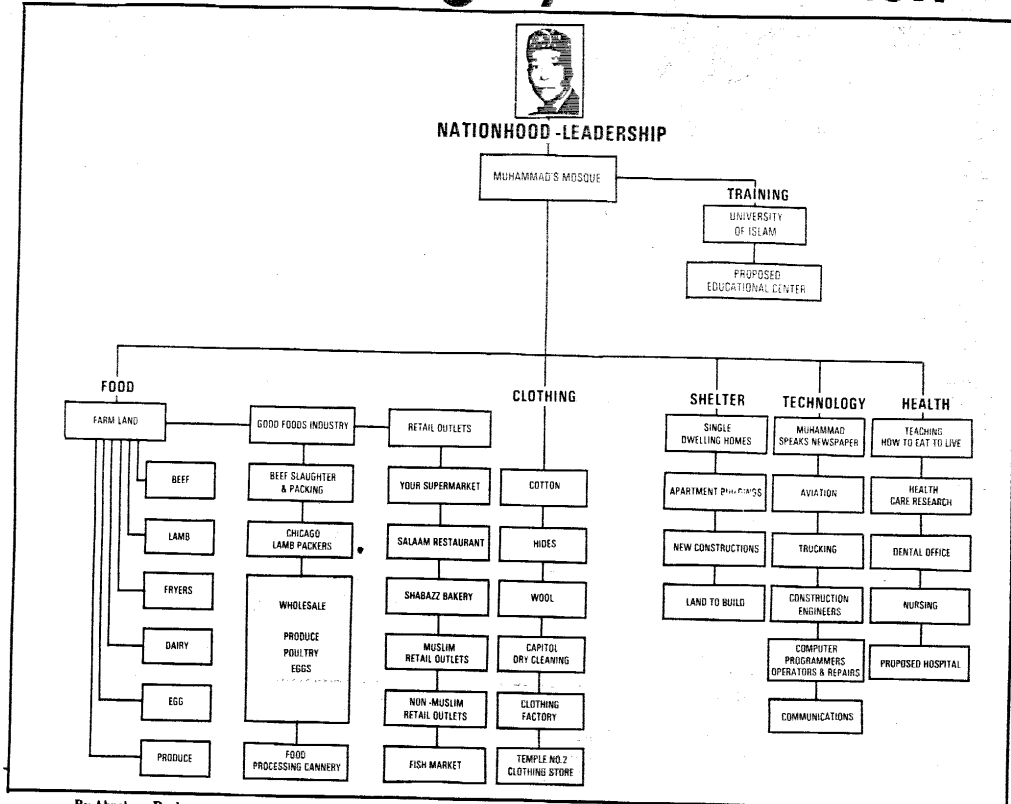 NATIONHOOD -LEADERSHIP
MUHAMMAD'S MOSQUE
TRAINING
UNIVERSITY
OF ISLAM
PROPOSED
EDUCATIONAL CENTER
FOOD
FARM LAND
BEEF
LAMB
FRYERS
DAIRY
EGG
PRODUCE
GOOD FOODS INDUSTRY
BEEF SLAUGHTER
& PACKING
CHICAGO
LAMB PACKERS
WHOLESALE
PRODUCE
POULTRY
EGGS
FOOD
PROCESSING CANNERY
RETAIL OUTLETS
YOUR SUPERMARKET
SALAAM RESTAURANT
SHABAZZ BAKERY
MUSLIM
RETAIL OUTLETS
NON -MUSLIM
RETAIL OUTLETS
FISH MARKET
CLOTHING
COTTON
HIDES
WOOL
CAPITOL
DRY CLEANING
CLOTHING
FACTORY
TEMPLE NO.2
CLOTHING STORE
SHELTER
SINGLE
DWELLING HOMES
APARTMENT BUILDINGS
NEW CONSTRUCTIONS
LAND TO BUILD
TECHNOLOGY
MUHAMMAD
SPEAKS NEWSPAPER
AVIATION
TRUCKING
CONSTRUCTION
ENGINEERS
COMPUTER
PROGRAMMERS
OPERATORS & REPAIRS
COMMUNICATIONS
HEALTH
TEACHING
HOW TO EAT TO LIVE
HEALTH
CARE RESEARCH
DENTAL OFFICE
NURSING
PROPOSED HOSPITAL